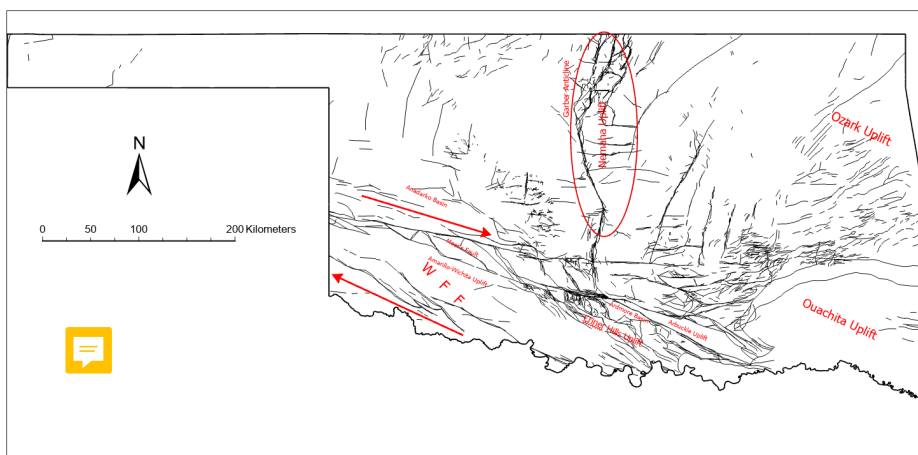 Garber Anticline
Nemaha Uplift
Ozark Uplift
N
Anadarko Basin
0 50 100 200 Kilometers
Meers Fault
Amarillo-Wichita Uplift
W F F
Ardmore Basin
Criner Hills Uplift
Arbuckle Uplift
Ouachita Uplift